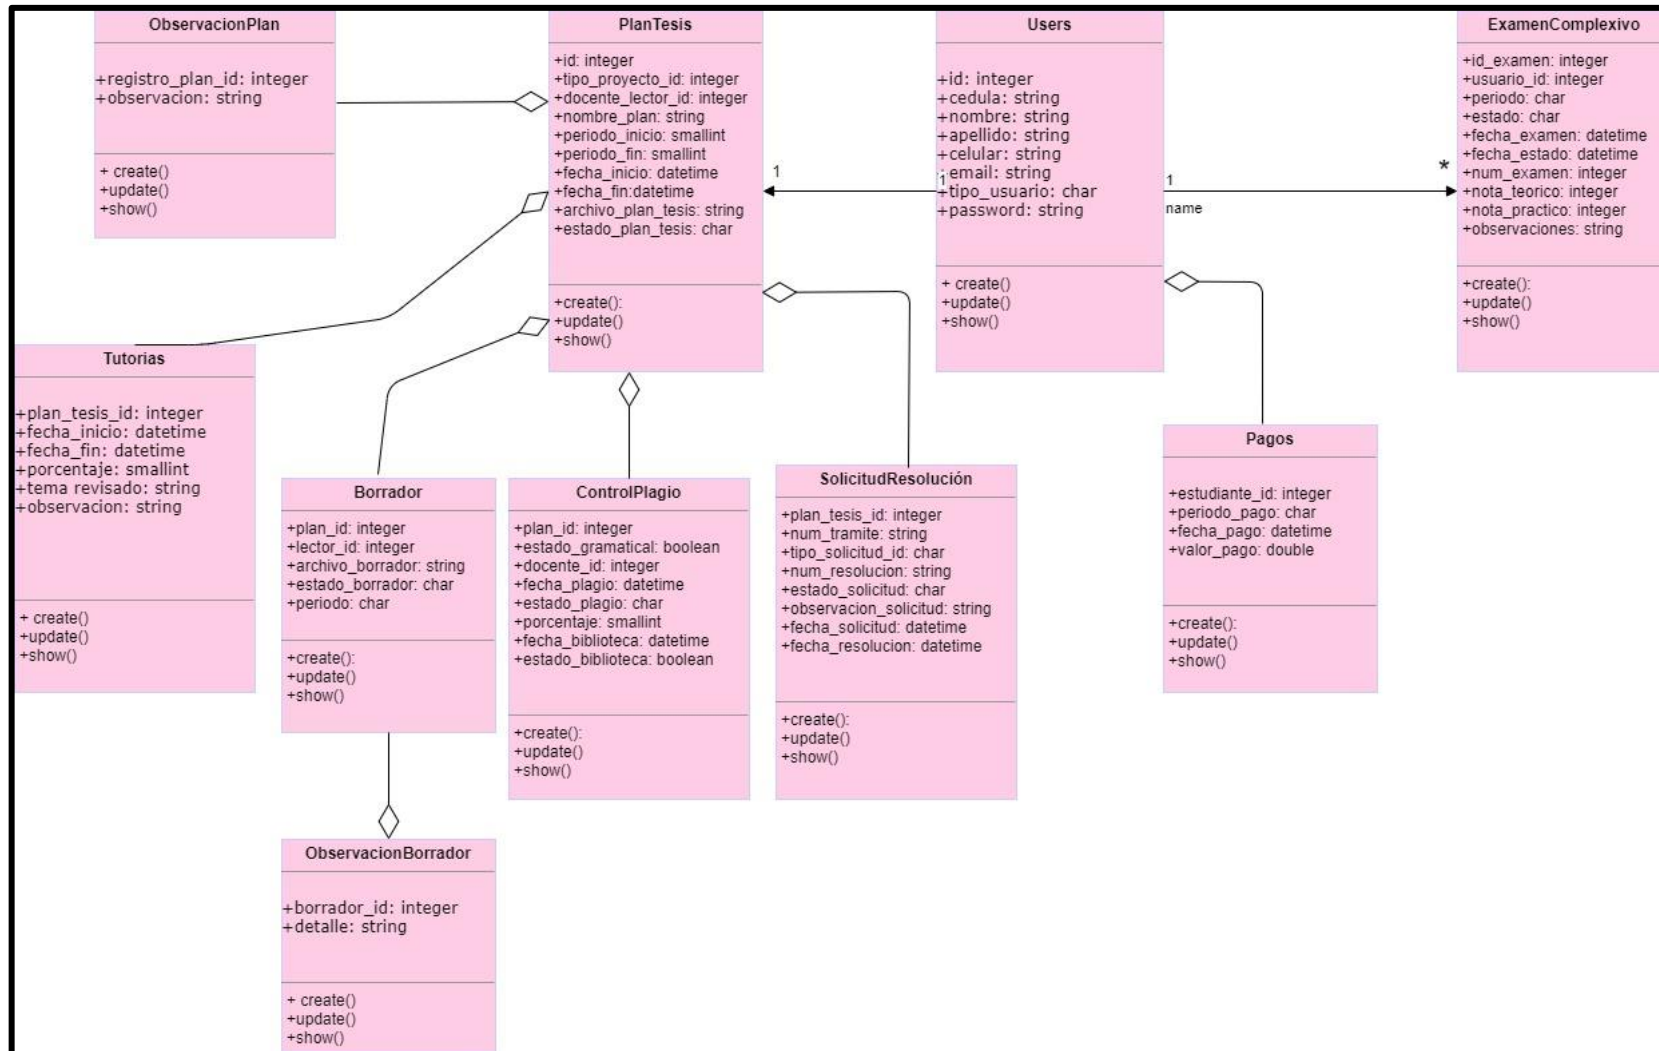 ObservacionPlan
+registro_plan_id: integer
+observacion: string
+ create()
+update()
+show()
PlanTesis
+id: integer
+tipo_proyecto_id: integer
+docente_lector_id: integer
+nombre_plan: string
+periodo_inicio: smallint
+periodo_fin: smallint
+fecha_inicio: datetime
+fecha_fin:datetime
+archivo_plan_tesis: string
+estado_plan_tesis: char
+create():
+update()
+show()
1
1
Users
+id: integer
+cedula: string
+nombre: string
+apellido: string
+celular: string
+email: string
+tipo_usuario: char
+password: string
+ create()
+update()
+show()
1
name
*
ExamenComplexivo
+id_examen: integer
+usuario_id: integer
+periodo: char
+estado: char
+fecha_examen: datetime
+fecha_estado: datetime
+num_examen: integer
+nota_teorico: integer
+nota_practico: integer
+observaciones: string
+create():
+update()
+show()
Tutorias
+plan_tesis_id: integer
+fecha_inicio: datetime
+fecha_fin: datetime
+porcentaje: smallint
+tema revisado: string
+observacion: string
+ create()
+update()
+show()
Borrador
+plan_id: integer
+lector_id: integer
+archivo_borrador: string
+estado_borrador: char
+periodo: char
+create():
+update()
+show()
ControlPlagio
+plan_id: integer
+estado_gramatical: boolean
+docente_id: integer
+fecha_plagio: datetime
+estado_plagio: char
+porcentaje: smallint
+fecha_biblioteca: datetime
+estado_biblioteca: boolean
+create():
+update()
+show()
SolicitudResolución
+plan_tesis_id: integer
+num_tramite: string
+tipo_solicitud_id: char
+num_resolucion: string
+estado_solicitud: char
+observacion_solicitud: string
+fecha_solicitud: datetime
+fecha_resolucion: datetime
+create():
+update()
+show()
Pagos
+estudiante_id: integer
+periodo_pago: char
+fecha_pago: datetime
+valor_pago: double
+create():
+update()
+show()
ObservacionBorrador
+borrador_id: integer
+detalle: string
+ create()
+update()
+show()